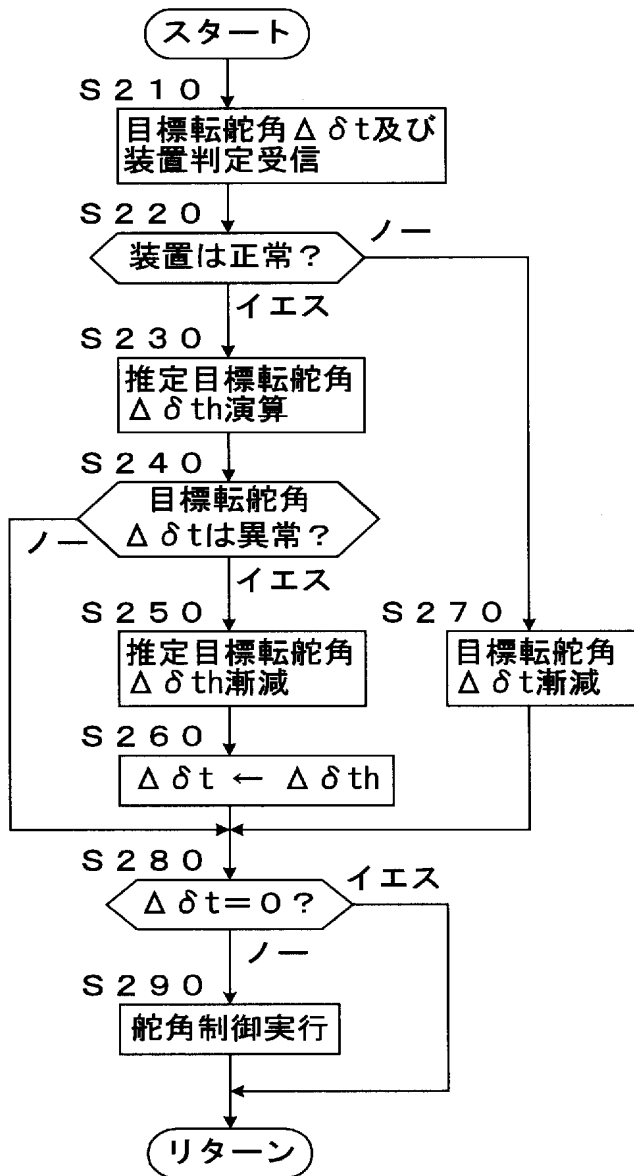 スタート
S210
目標転舵角Δδt及び
装置判定受信
S220
装置は正常?
ノー
イエス
S230
推定目標転舵角
Δδth演算
S240
目標転舵角
Δδtは異常?
ノー
イエス
S250
推定目標転舵角
Δδth漸減
S270
目標転舵角
Δδt漸減
S260
Δδt ← Δδth
S280
Δδt=0?
イエス
ノー
S290
舵角制御実行
リターン